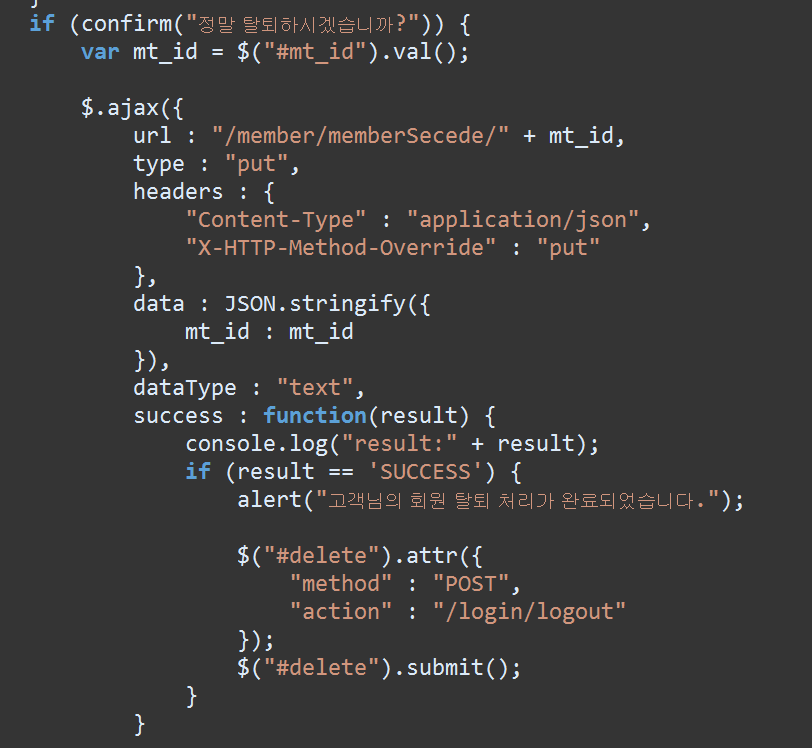 }
if (confirm("정말 탈퇴하시겠습니까?")) {
var mt_id = $("#mt_id").val();
$.ajax({
url : "/member/memberSecede/" + mt_id,
type : "put",
headers : {
"Content-Type" : "application/json",
"X-HTTP-Method-Override" : "put"
},
data : JSON.stringify({
mt_id : mt_id
}),
dataType : "text",
success : function(result) {
console.log("result:" + result);
if (result == 'SUCCESS') {
alert("고객님의 회원 탈퇴 처리가 완료되었습니다.");
$("#delete").attr({
"method" : "POST",
"action" : "/login/logout"
});
$("#delete").submit();
}
}